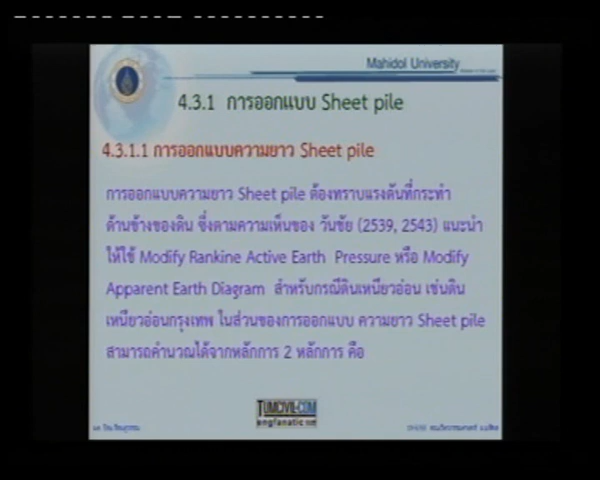 Mahidol University
4.3.1 การออกแบบ Sheet pile
4.3.1.1 การออกแบบความยาว Sheet pile
การออกแบบความยาว Sheet pile ต้องทราบแรงดันที่กระทำ
ด้านข้างของดิน ซึ่งตามความเห็นของ วันชัย (2539, 2543) แนะนำ
ให้ใช้ Modify Rankine Active Earth Pressure หรือ Modify
Apparent Earth Diagram สำหรับกรณีดินเหนียวอ่อน เช่นดิน
เหนียวอ่อนกรุงเทพ ในส่วนของการออกแบบ ความยาว Sheet pile
สามารถคำนวณได้จากหลักการ 2 หลักการ คือ
TUMCIVIL.COM
engfanatic